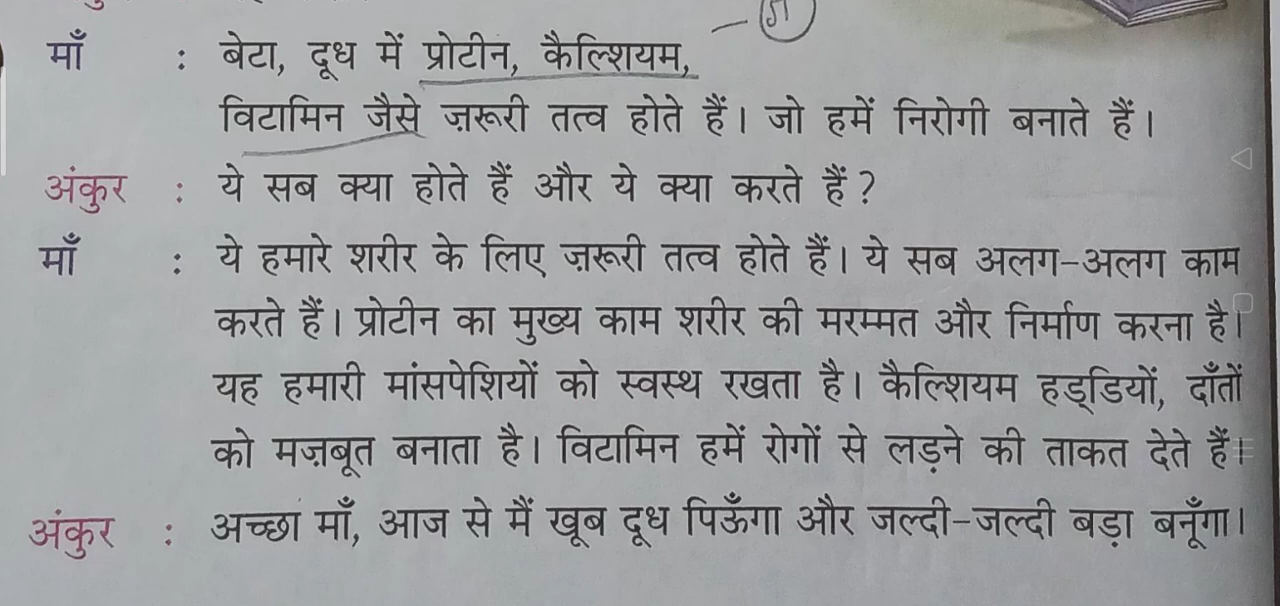 माँ : बेटा, दूध में प्रोटीन, कैल्शियम,
विटामिन जैसे ज़रूरी तत्व होते हैं। जो हमें निरोगी बनाते हैं।
अंकुर : ये सब क्या होते हैं और ये क्या करते हैं?
माँ : ये हमारे शरीर के लिए ज़रूरी तत्व होते हैं। ये सब अलग-अलग काम
करते हैं। प्रोटीन का मुख्य काम शरीर की मरम्मत और निर्माण करना है।
यह हमारी मांसपेशियों को स्वस्थ रखता है। कैल्शियम हड्डियों, दाँतों
को मज़बूत बनाता है। विटामिन हमें रोगों से लड़ने की ताकत देते हैं।
अंकुर : अच्छा माँ, आज से मैं खूब दूध पिऊँगा और जल्दी-जल्दी बड़ा बनूँगा।